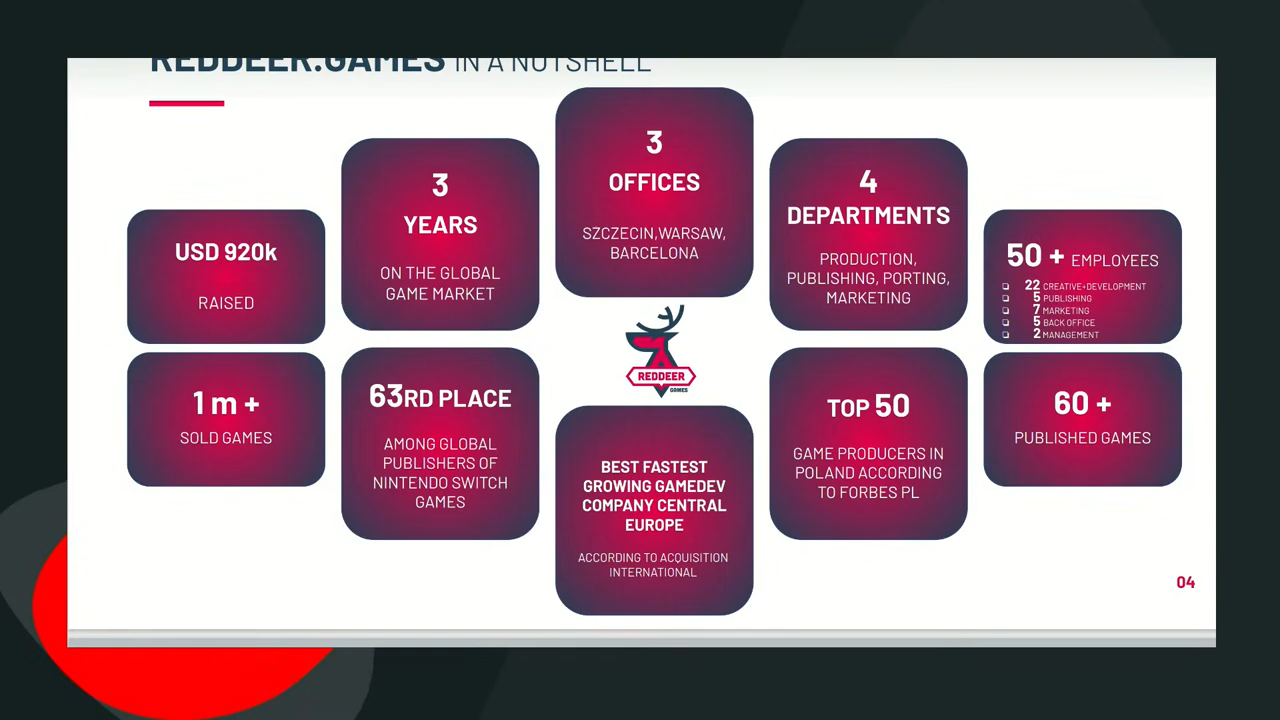 REDDEER.GAMES IN A NUTSHELL
3
OFFICES
SZCZECIN,WARSAW,
BARCELONA
3
YEARS
ON THE GLOBAL
GAME MARKET
4
DEPARTMENTS
PRODUCTION,
PUBLISHING, PORTING,
MARKETING
USD 920k
RAISED
50 + EMPLOYEES
22 CREATIVE+DEVELOPMENT
5 PUBLISHING
7 MARKETING
5 BACK OFFICE
2 MANAGEMENT
REDDEER
GAMES
1 m +
SOLD GAMES
63RD PLACE
AMONG GLOBAL
PUBLISHERS OF
NINTENDO SWITCH
GAMES
BEST FASTEST
GROWING GAMEDEV
COMPANY CENTRAL
EUROPE
ACCORDING TO ACQUISITION
INTERNATIONAL
TOP 50
GAME PRODUCERS IN
POLAND ACCORDING
TO FORBES PL
60 +
PUBLISHED GAMES
04